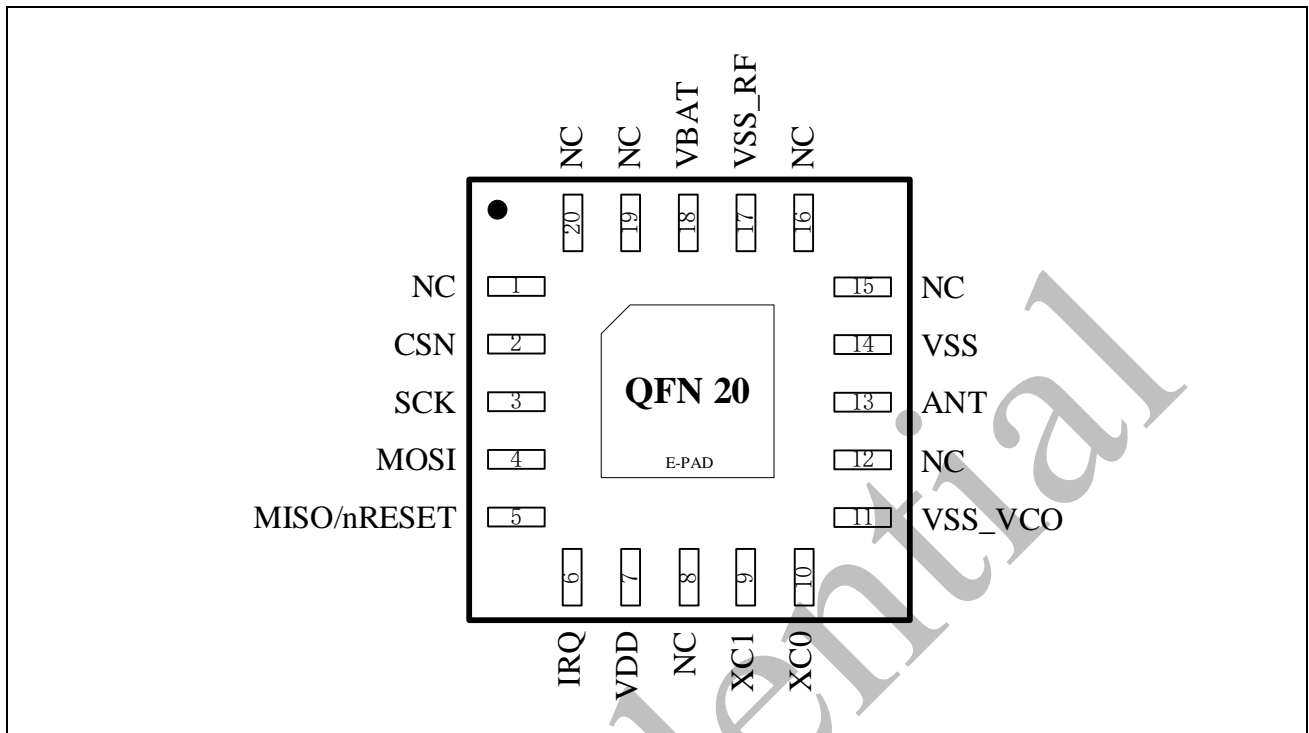 NC
NC
VBAT
VSS_RF
NC
20
19
18
17
16
NC 1
15 NC
CSN 2
14 VSS
SCK 3
QFN 20
13 ANT
MOSI 4
E-PAD
12 NC
MISO/nRESET 5
11 VSS_VCO
6
7
8
9
10
IRQ
VDD
NC
XC1
XC0
ential